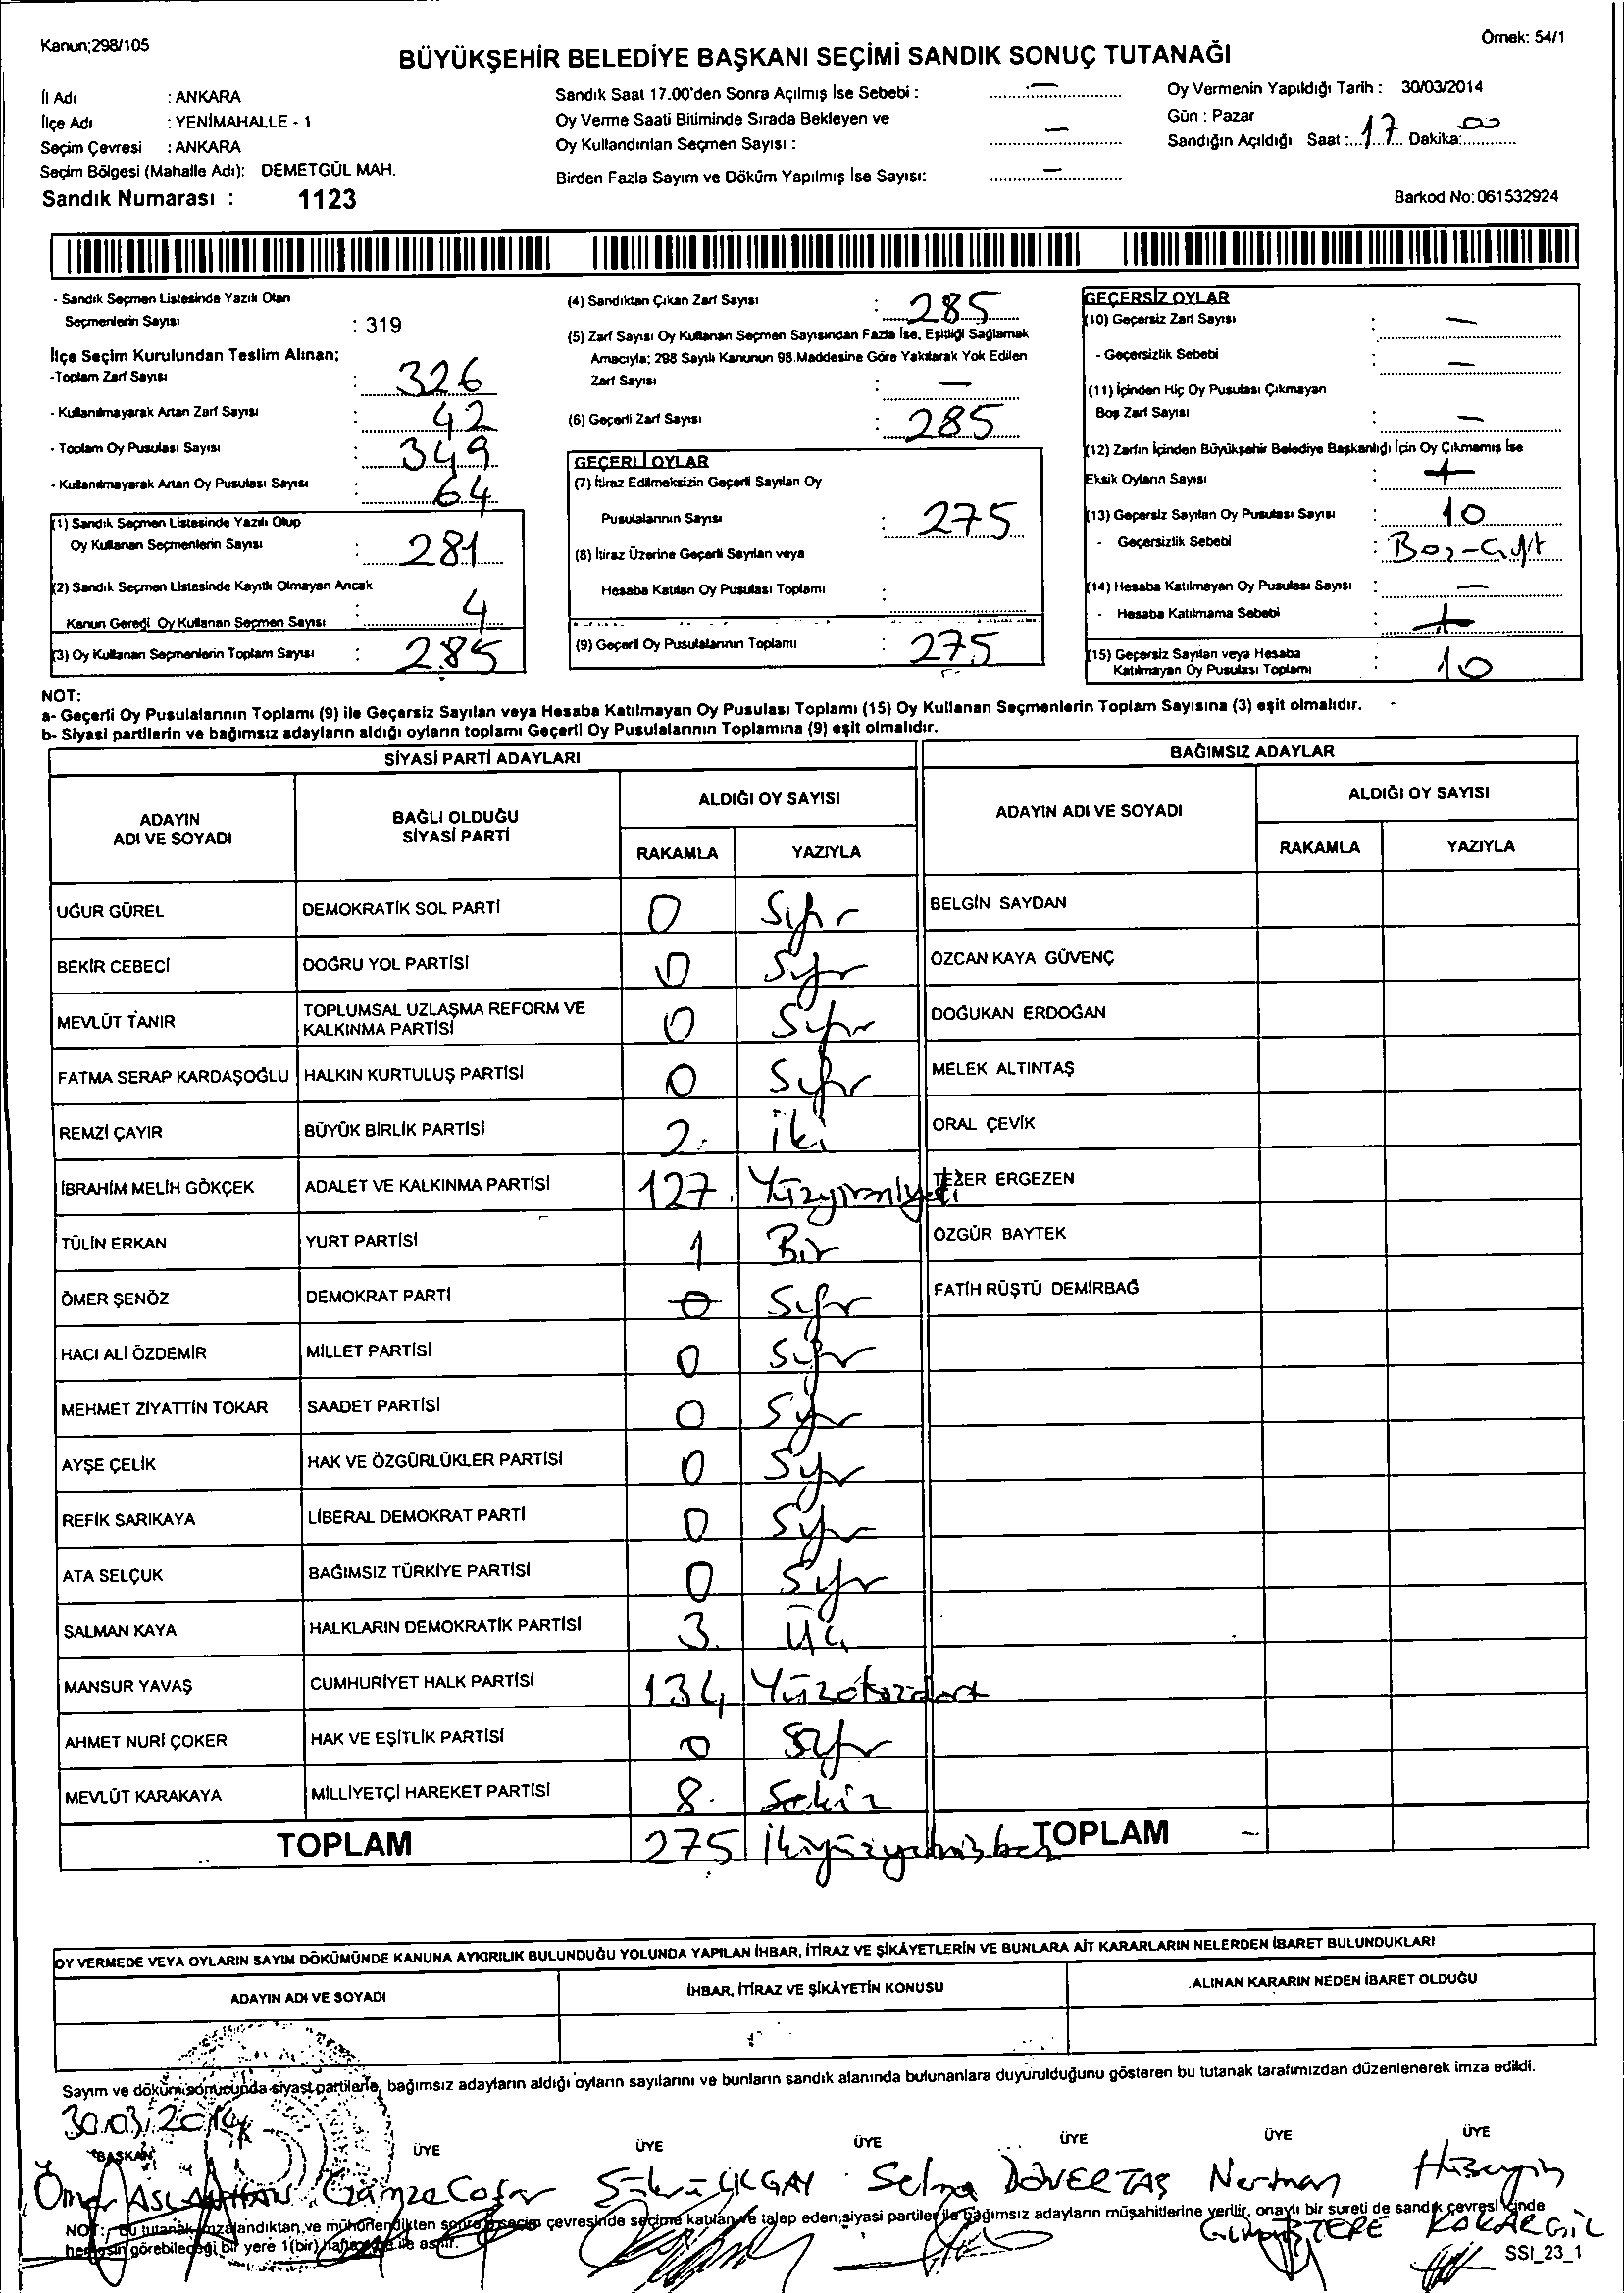 Kanun;298/105
Örnek: 54/1
BÜYÜKŞEHİR BELEDİYE BAŞKANI SEÇİMİ SANDIK SONUÇ TUTANAĞI
İl Adı : ANKARA
İlçe Adı : YENİMAHALLE - 1
Seçim Çevresi : ANKARA
Seçim Bölgesi (Mahalle Adı): DEMETGÜL MAH.
Sandık Numarası : 1123
Sandık Saat 17.00'den Sonra Açılmış İse Sebebi : —
Oy Verme Saati Bitiminde Sırada Bekleyen ve
Oy Kullandırılan Seçmen Sayısı : —
Birden Fazla Sayım ve Döküm Yapılmış İse Sayısı: —
Oy Vermenin Yapıldığı Tarih : 30/03/2014
Gün : Pazar
Sandığın Açıldığı Saat : 17 Dakika: 00
Barkod No: 061532924
- Sandık Seçmen Listesinde Yazılı Olan
Seçmenlerin Sayısı : 319
İlçe Seçim Kurulundan Teslim Alınan;
-Toplam Zarf Sayısı : 326
- Kullanılmayarak Artan Zarf Sayısı : 42
- Toplam Oy Pusulası Sayısı : 349
- Kullanılmayarak Artan Oy Pusulası Sayısı : 64
(1) Sandık Seçmen Listesinde Yazılı Olup
Oy Kullanan Seçmenlerin Sayısı : 281
(2) Sandık Seçmen Listesinde Kayıtlı Olmayan Ancak
Kanun Gereği Oy Kullanan Seçmen Sayısı : 4
(3) Oy Kullanan Seçmenlerin Toplam Sayısı : 285
(4) Sandıktan Çıkan Zarf Sayısı : 285
(5) Zarf Sayısı Oy Kullanan Seçmen Sayısından Fazla İse, Eşitliği Sağlamak
Amacıyla; 298 Sayılı Kanunun 98.Maddesine Göre Yakılarak Yok Edilen
Zarf Sayısı : —
(6) Geçerli Zarf Sayısı : 285
GEÇERLİ OYLAR
(7) İtiraz Edilmeksizin Geçerli Sayılan Oy
Pusulalarının Sayısı : 275
(8) İtiraz Üzerine Geçerli Sayılan veya
Hesaba Katılan Oy Pusulası Toplamı :
(9) Geçerli Oy Pusulalarının Toplamı : 275
GEÇERSİZ OYLAR
(10) Geçersiz Zarf Sayısı : —
- Geçersizlik Sebebi : —
(11) İçinden Hiç Oy Pusulası Çıkmayan
Boş Zarf Sayısı : —
(12) Zarfın İçinden Büyükşehir Belediye Başkanlığı İçin Oy Çıkmamış İse
Eksik Oyların Sayısı
(13) Geçersiz Sayılan Oy Pusulası Sayısı : 10
- Geçersizlik Sebebi :
(14) Hesaba Katılmayan Oy Pusulası Sayısı : —
- Hesaba Katılmama Sebebi :
(15) Geçersiz Sayılan veya Hesaba
Katılmayan Oy Pusulası Toplamı : 10
NOT:
a- Geçerli Oy Pusulalarının Toplamı (9) ile Geçersiz Sayılan veya Hesaba Katılmayan Oy Pusulası Toplamı (15) Oy Kullanan Seçmenlerin Toplam Sayısına (3) eşit olmalıdır.
b- Siyasi partilerin ve bağımsız adayların aldığı oyların toplamı Geçerli Oy Pusulalarının Toplamına (9) eşit olmalıdır.
SİYASİ PARTİ ADAYLARI
ADAYIN ADI VE SOYADI
BAĞLI OLDUĞU SİYASİ PARTİ
ALDIĞI OY SAYISI
RAKAMLA YAZIYLA
UĞUR GÜREL DEMOKRATİK SOL PARTİ 0 Sıfır
BEKİR CEBECİ DOĞRU YOL PARTİSİ 0 Sıfır
MEVLÜT TANIR TOPLUMSAL UZLAŞMA REFORM VE KALKINMA PARTİSİ 0 Sıfır
FATMA SERAP KARDAŞOĞLU HALKIN KURTULUŞ PARTİSİ 0 Sıfır
REMZİ ÇAYIR BÜYÜK BİRLİK PARTİSİ 2 iki
İBRAHİM MELİH GÖKÇEK ADALET VE KALKINMA PARTİSİ 127 Yüzyirmiyedi
TÜLİN ERKAN YURT PARTİSİ 1 Bir
ÖMER ŞENÖZ DEMOKRAT PARTİ 0 Sıfır
HACI ALİ ÖZDEMİR MİLLET PARTİSİ 0 Sıfır
MEHMET ZİYATTİN TOKAR SAADET PARTİSİ 0 Sıfır
AYŞE ÇELİK HAK VE ÖZGÜRLÜKLER PARTİSİ 0 Sıfır
REFİK SARIKAYA LİBERAL DEMOKRAT PARTİ 0 Sıfır
ATA SELÇUK BAĞIMSIZ TÜRKİYE PARTİSİ 0 Sıfır
SALMAN KAYA HALKLARIN DEMOKRATİK PARTİSİ 3 Üç
MANSUR YAVAŞ CUMHURİYET HALK PARTİSİ 134 Yüzotuzdört
AHMET NURİ ÇOKER HAK VE EŞİTLİK PARTİSİ 0 Sıfır
MEVLÜT KARAKAYA MİLLİYETÇİ HAREKET PARTİSİ 8 Sekiz
TOPLAM 275 İkiyüzyetmişbeş
BAĞIMSIZ ADAYLAR
ADAYIN ADI VE SOYADI
ALDIĞI OY SAYISI
RAKAMLA YAZIYLA
BELGİN SAYDAN
ÖZCAN KAYA GÜVENÇ
DOĞUKAN ERDOĞAN
MELEK ALTINTAŞ
ORAL ÇEVİK
TEZER ERGEZEN
ÖZGÜR BAYTEK
FATİH RÜŞTÜ DEMİRBAĞ
TOPLAM —
OY VERMEDE VEYA OYLARIN SAYIM DÖKÜMÜNDE KANUNA AYKIRILIK BULUNDUĞU YOLUNDA YAPILAN İHBAR, İTİRAZ VE ŞİKÂYETLERİN VE BUNLARA AİT KARARLARIN NELERDEN İBARET BULUNDUKLARI
ADAYIN ADI VE SOYADI İHBAR, İTİRAZ VE ŞİKÂYETİN KONUSU ALINAN KARARIN NEDEN İBARET OLDUĞU
Sayım ve döküm sonucunda siyasi partilerle, bağımsız adayların aldığı oyların sayılarını ve bunların sandık alanında bulunanlara duyurulduğunu gösteren bu tutanak tarafımızdan düzenlenerek imza edildi.
30.03.2014
BAŞKAN ÜYE ÜYE ÜYE ÜYE ÜYE ÜYE
Ömer ASLANHAN Gamze Selma DÖVERTAŞ Neriman TEPE Hüseyin
NOT: Bu tutanak imzalandıktan ve mühürlendikten sonra seçim çevresinde seçime katılan ve talep eden siyasi partiler ile bağımsız adayların müşahitlerine verilir, onaylı bir sureti de sandık çevresi içinde
herkesin görebileceği bir yere 1(bir) hafta süre ile asılır.
SSI_23_1